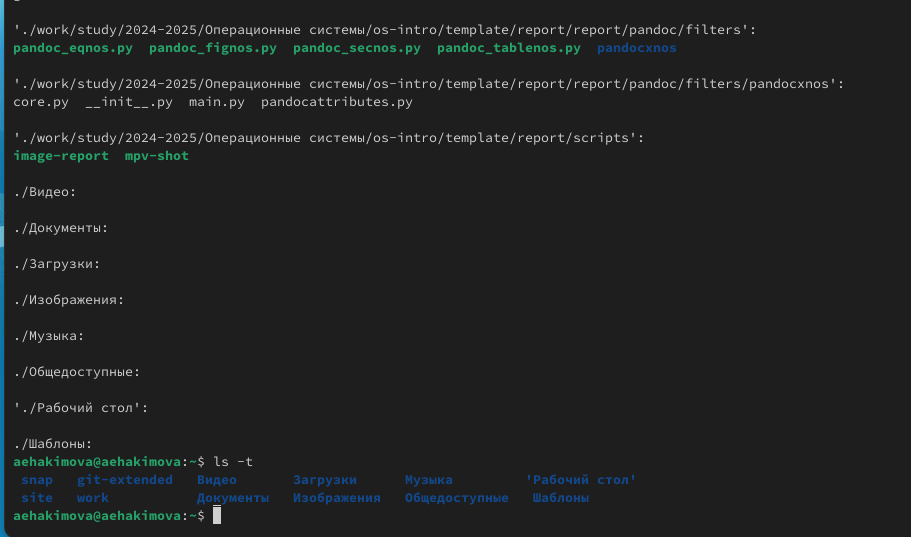 './work/study/2024-2025/Операционные системы/os-intro/template/report/report/pandoc/filters':
pandoc_eqnos.py  pandoc_fignos.py  pandoc_secnos.py  pandoc_tablenos.py  pandocxnos
'./work/study/2024-2025/Операционные системы/os-intro/template/report/report/pandoc/filters/pandocxnos':
core.py  __init__.py  main.py  pandocattributes.py
'./work/study/2024-2025/Операционные системы/os-intro/template/report/scripts':
image-report  mpv-shot
./Видео:
./Документы:
./Загрузки:
./Изображения:
./Музыка:
./Общедоступные:
'./Рабочий стол':
./Шаблоны:
aehakimova@aehakimova:~$ ls -t
snap   git-extended   Видео       Загрузки      Музыка         'Рабочий стол'
site   work           Документы   Изображения   Общедоступные   Шаблоны
aehakimova@aehakimova:~$